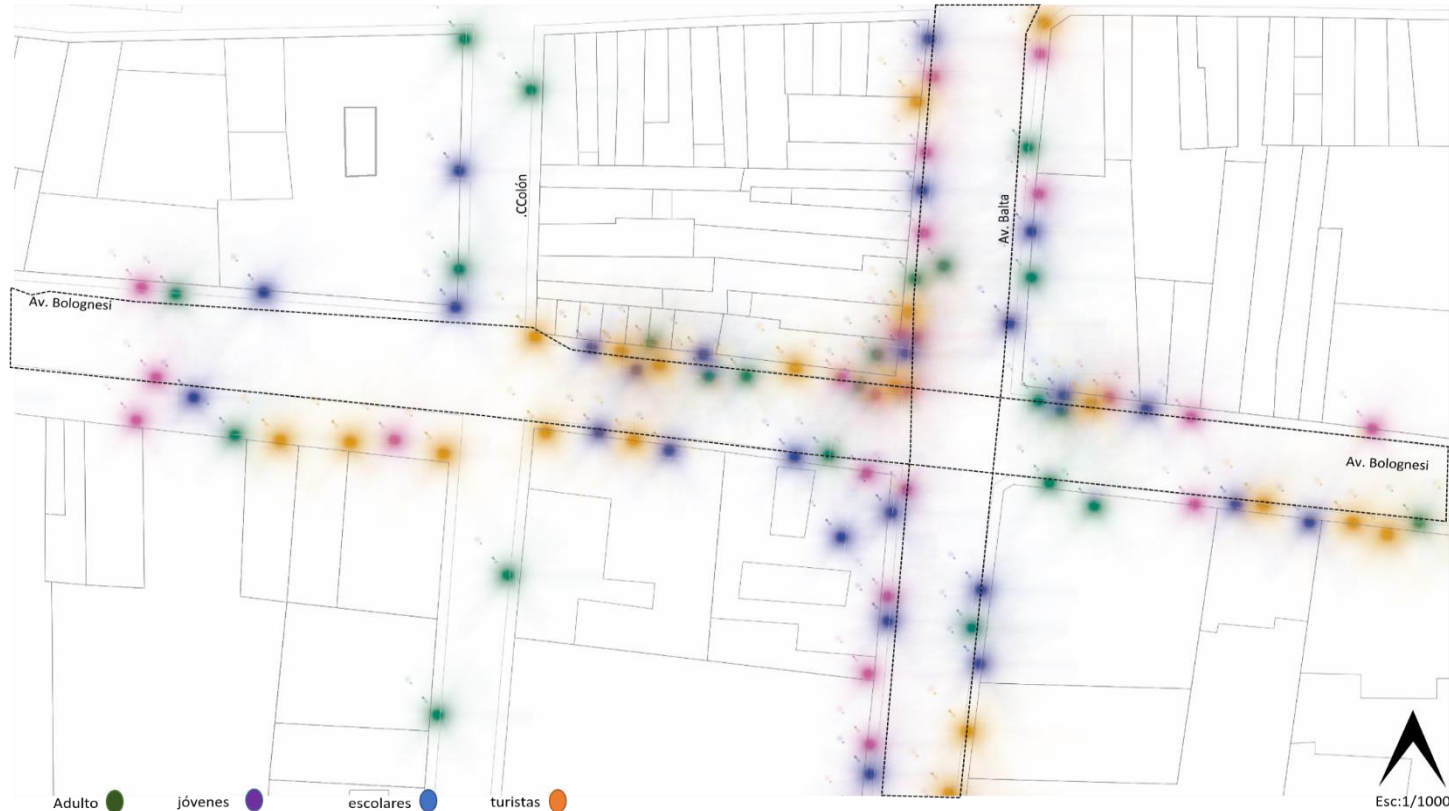 .CColón
Av. Balta
Av. Bolognesi
Av. Bolognesi
Adulto
jóvenes
escolares
turistas
Esc:1/1000